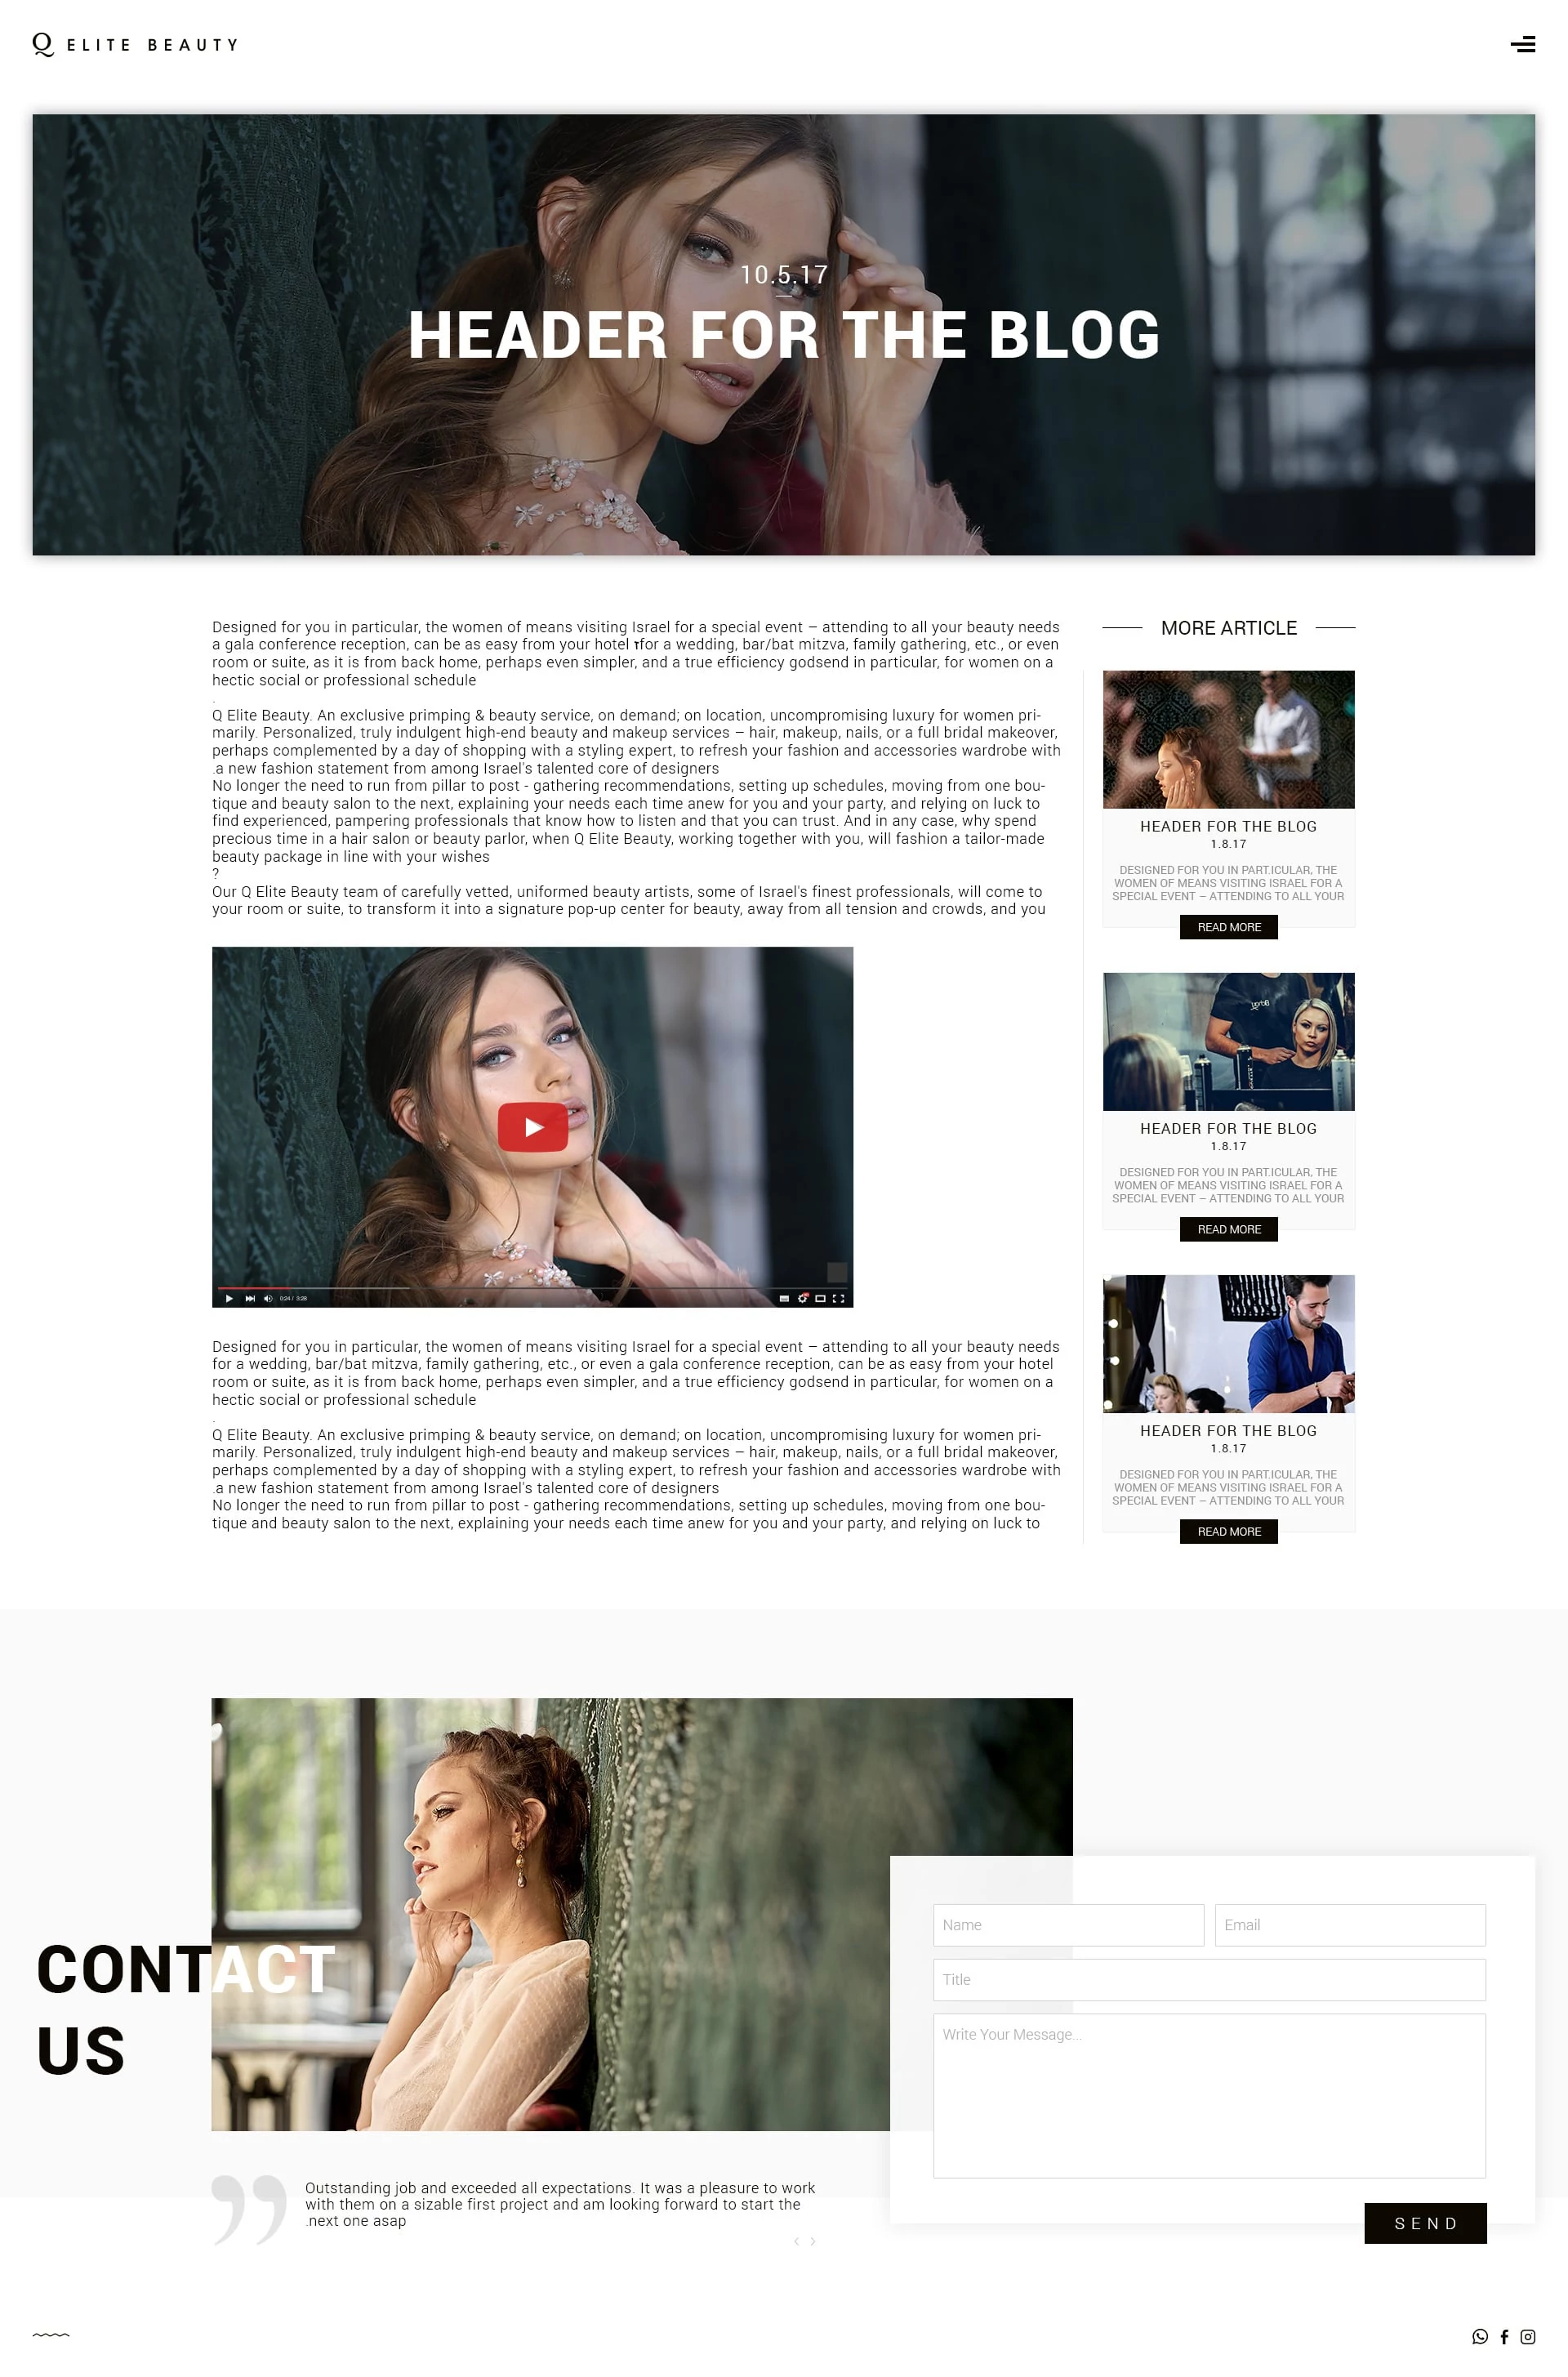 Q ELITE BEAUTY
10.5.17
HEADER FOR THE BLOG
Designed for you in particular, the women of means visiting Israel for a special event – attending to all your beauty needs
a gala conference reception, can be as easy from your hotel זfor a wedding, bar/bat mitzva, family gathering, etc., or even
room or suite, as it is from back home, perhaps even simpler, and a true efficiency godsend in particular, for women on a
hectic social or professional schedule
.
Q Elite Beauty. An exclusive primping & beauty service, on demand; on location, uncompromising luxury for women pri-
marily. Personalized, truly indulgent high-end beauty and makeup services – hair, makeup, nails, or a full bridal makeover,
perhaps complemented by a day of shopping with a styling expert, to refresh your fashion and accessories wardrobe with
.a new fashion statement from among Israel's talented core of designers
No longer the need to run from pillar to post - gathering recommendations, setting up schedules, moving from one bou-
tique and beauty salon to the next, explaining your needs each time anew for you and your party, and relying on luck to
find experienced, pampering professionals that know how to listen and that you can trust. And in any case, why spend
precious time in a hair salon or beauty parlor, when Q Elite Beauty, working together with you, will fashion a tailor-made
beauty package in line with your wishes
?
Our Q Elite Beauty team of carefully vetted, uniformed beauty artists, some of Israel's finest professionals, will come to
your room or suite, to transform it into a signature pop-up center for beauty, away from all tension and crowds, and you
0:24 / 3:28
Designed for you in particular, the women of means visiting Israel for a special event – attending to all your beauty needs
for a wedding, bar/bat mitzva, family gathering, etc., or even a gala conference reception, can be as easy from your hotel
room or suite, as it is from back home, perhaps even simpler, and a true efficiency godsend in particular, for women on a
hectic social or professional schedule
.
Q Elite Beauty. An exclusive primping & beauty service, on demand; on location, uncompromising luxury for women pri-
marily. Personalized, truly indulgent high-end beauty and makeup services – hair, makeup, nails, or a full bridal makeover,
perhaps complemented by a day of shopping with a styling expert, to refresh your fashion and accessories wardrobe with
.a new fashion statement from among Israel's talented core of designers
No longer the need to run from pillar to post - gathering recommendations, setting up schedules, moving from one bou-
tique and beauty salon to the next, explaining your needs each time anew for you and your party, and relying on luck to
MORE ARTICLE
HEADER FOR THE BLOG
1.8.17
DESIGNED FOR YOU IN PART.ICULAR, THE
WOMEN OF MEANS VISITING ISRAEL FOR A
SPECIAL EVENT – ATTENDING TO ALL YOUR
READ MORE
HEADER FOR THE BLOG
1.8.17
DESIGNED FOR YOU IN PART.ICULAR, THE
WOMEN OF MEANS VISITING ISRAEL FOR A
SPECIAL EVENT – ATTENDING TO ALL YOUR
READ MORE
HEADER FOR THE BLOG
1.8.17
DESIGNED FOR YOU IN PART.ICULAR, THE
WOMEN OF MEANS VISITING ISRAEL FOR A
SPECIAL EVENT – ATTENDING TO ALL YOUR
READ MORE
CONTACT
US
Name
Email
Title
Write Your Message...
SEND
Outstanding job and exceeded all expectations. It was a pleasure to work
with them on a sizable first project and am looking forward to start the
.next one asap